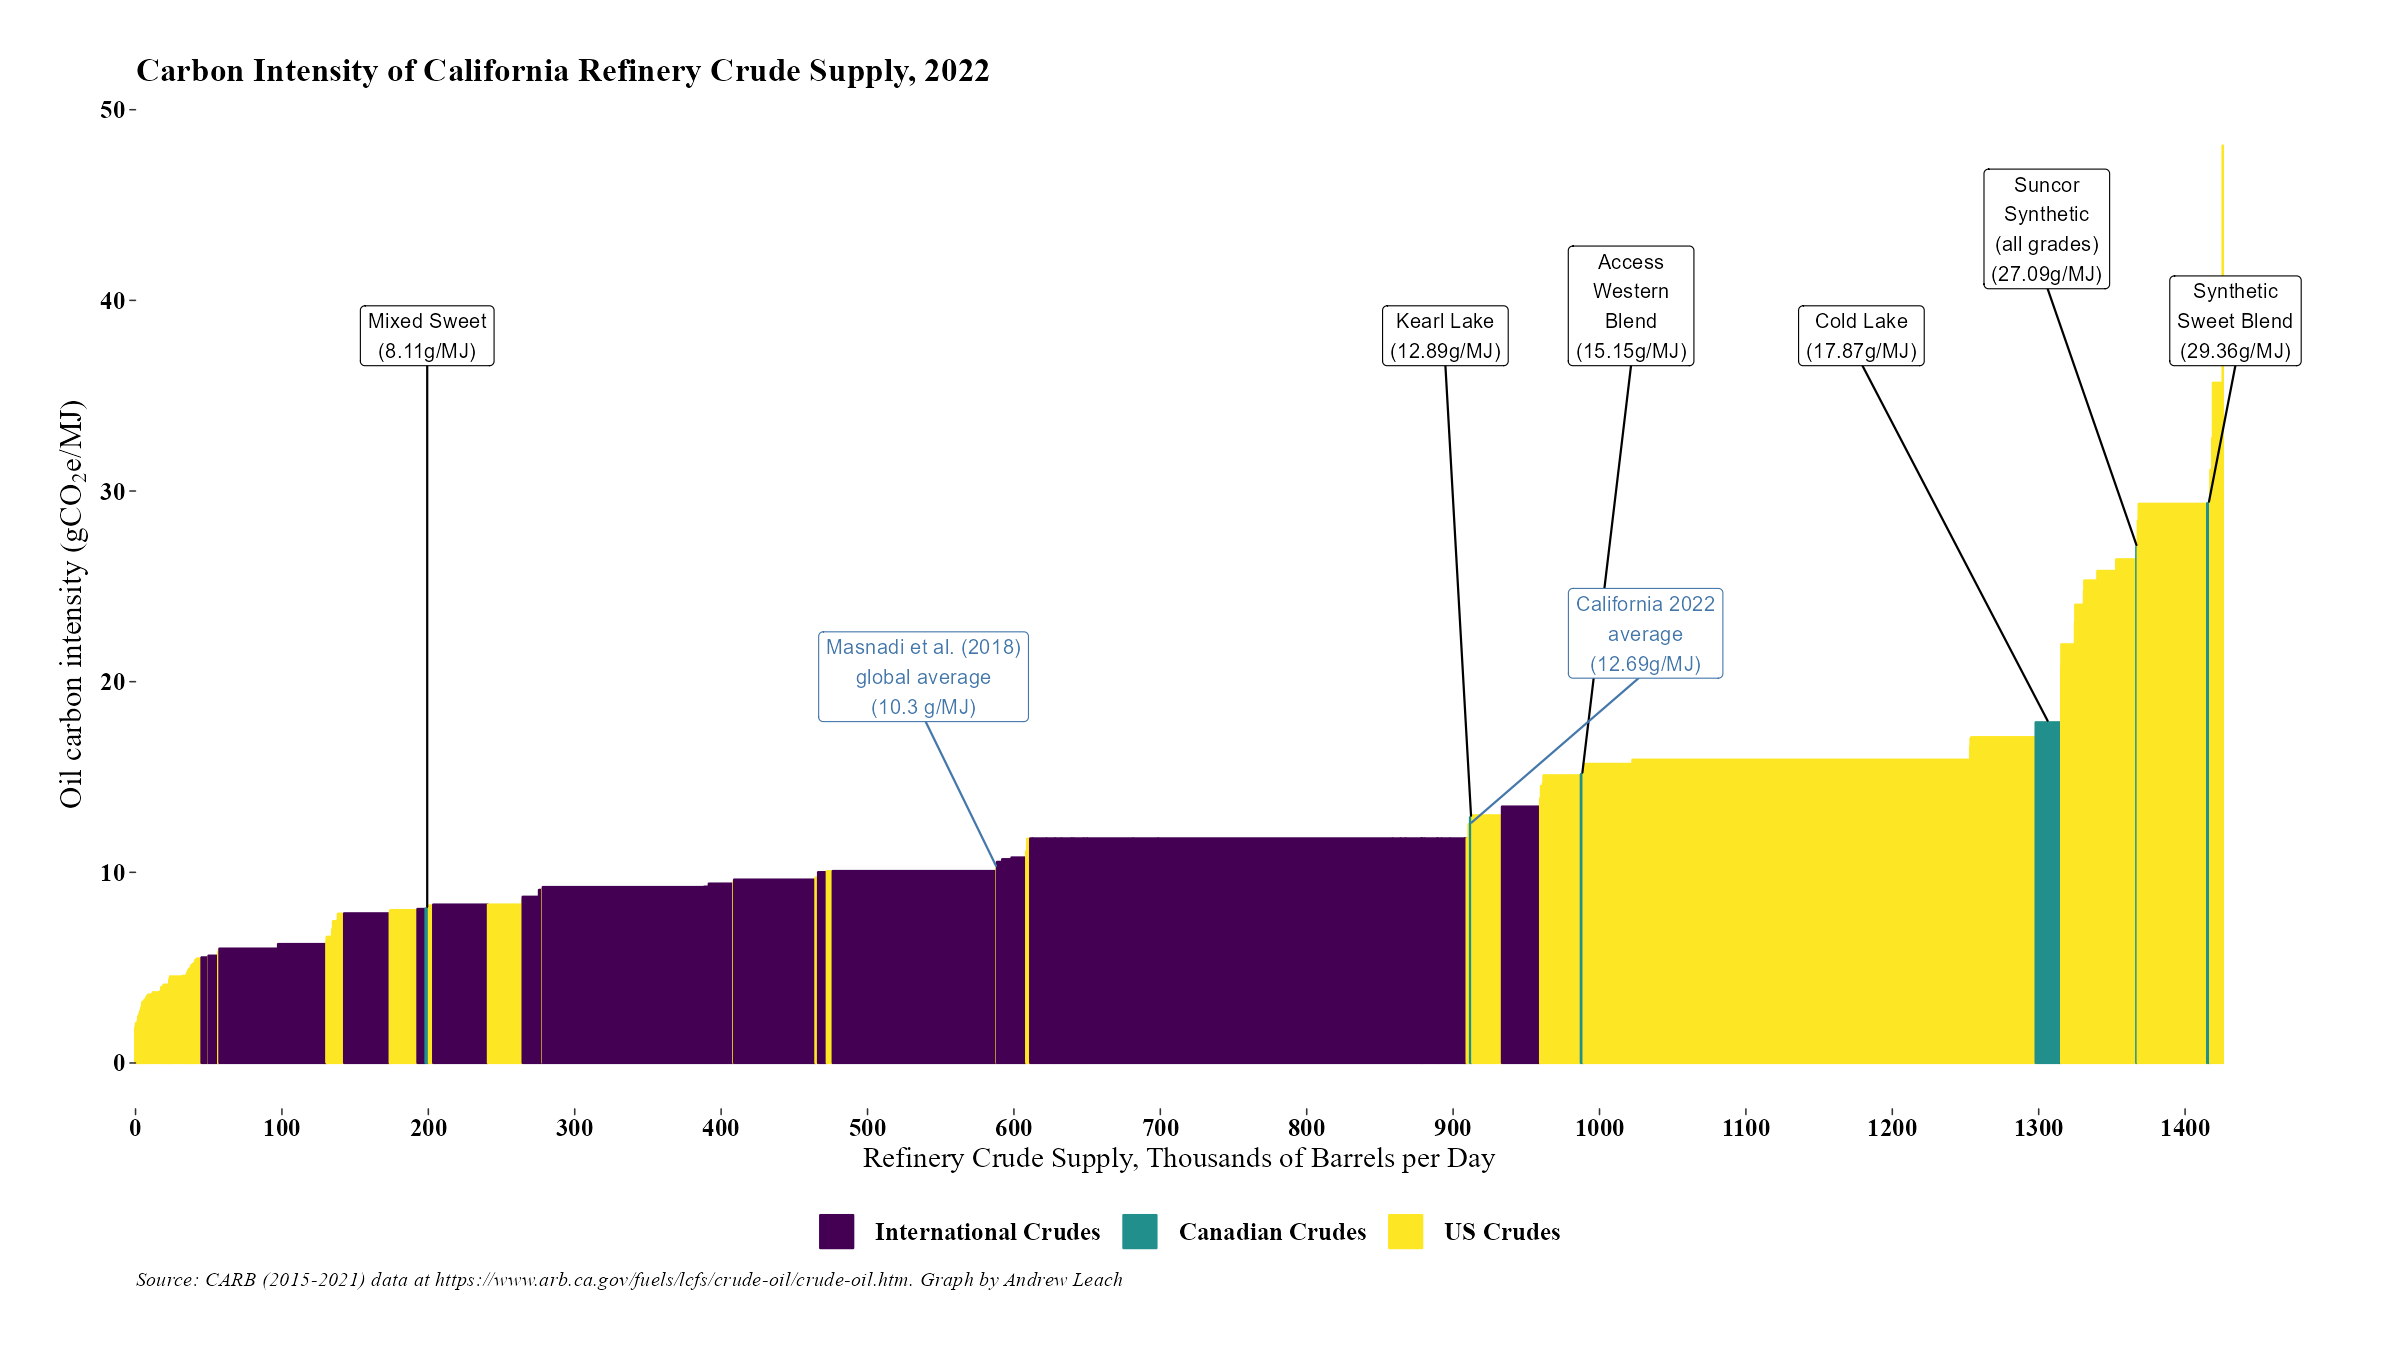 Carbon Intensity of California Refinery Crude Supply, 2022
50
40
30
20
10
0
Oil carbon intensity (gCO₂e/MJ)
Mixed Sweet
(8.11g/MJ)
Masnadi et al. (2018)
global average
(10.3 g/MJ)
Kearl Lake
(12.89g/MJ)
Access
Western
Blend
(15.15g/MJ)
California 2022
average
(12.69g/MJ)
Cold Lake
(17.87g/MJ)
Suncor
Synthetic
(all grades)
(27.09g/MJ)
Synthetic
Sweet Blend
(29.36g/MJ)
0 100 200 300 400 500 600 700 800 900 1000 1100 1200 1300 1400
Refinery Crude Supply, Thousands of Barrels per Day
International Crudes Canadian Crudes US Crudes
Source: CARB (2015-2021) data at https://www.arb.ca.gov/fuels/lcfs/crude-oil/crude-oil.htm. Graph by Andrew Leach